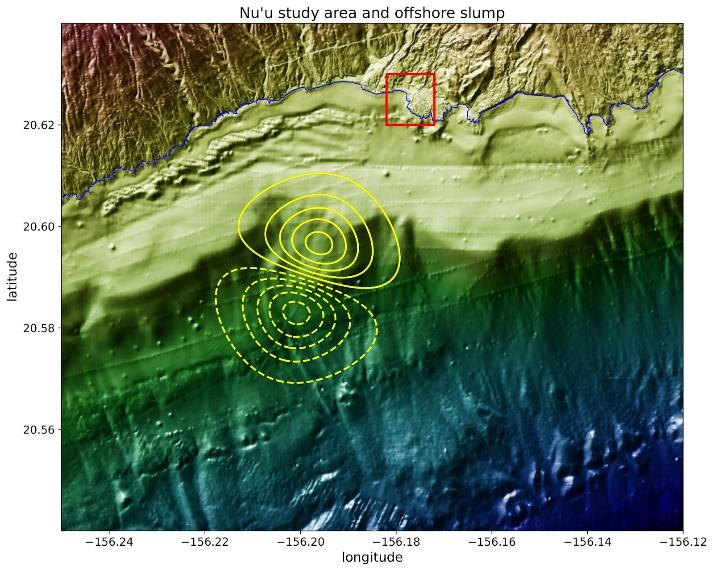 Nu'u study area and offshore slump
latitude
20.62
20.60
20.58
20.56
−156.24 −156.22 −156.20 −156.18 −156.16 −156.14 −156.12
longitude